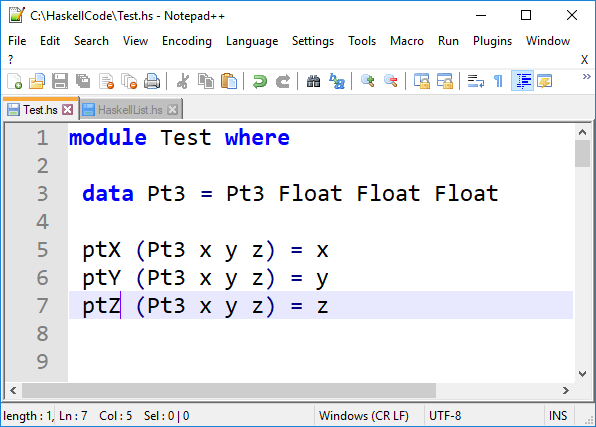 C:\HaskellCode\Test.hs - Notepad++
File Edit Search View Encoding Language Settings Tools Macro Run Plugins Window
? X
Test.hs HaskellList.hs
1 module Test where
2
3 data Pt3 = Pt3 Float Float Float
4
5 ptX (Pt3 x y z) = x
6 ptY (Pt3 x y z) = y
7 ptZ (Pt3 x y z) = z
8
9
length : 1, Ln : 7 Col : 5 Sel : 0 | 0 Windows (CR LF) UTF-8 INS